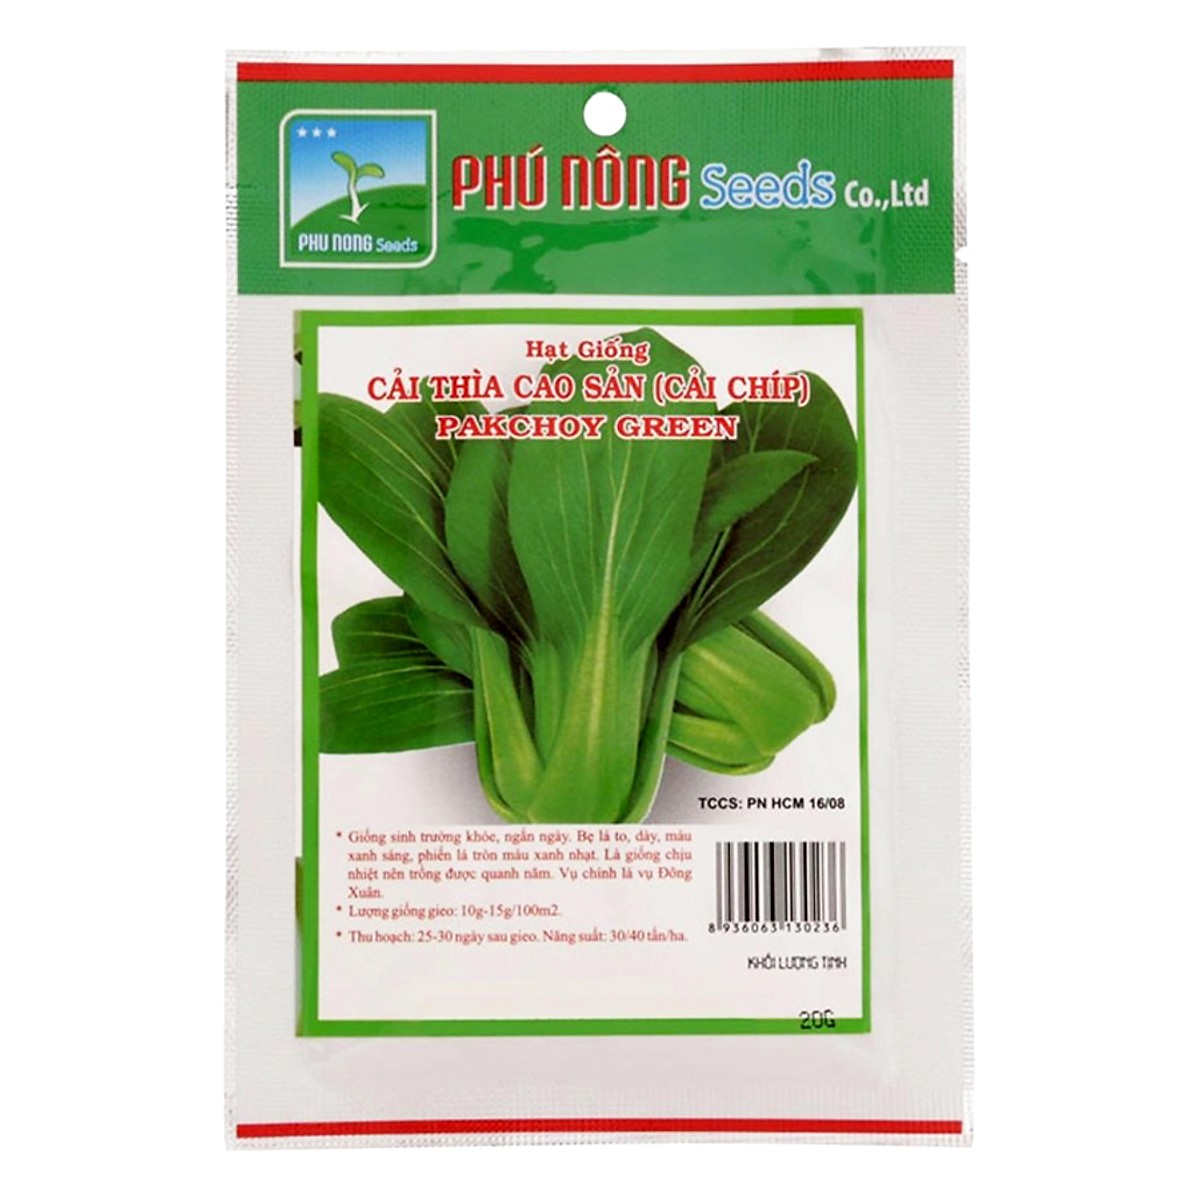 PHÚ NÔNG Seeds Co.,Ltd
PHU NONG Seeds
Hạt Giống
CẢI THÌA CAO SẢN (CẢI CHÍP)
PAKCHOY GREEN
TCCS: PN HCM 16/08
* Giống sinh trưởng khỏe, ngắn ngày. Bẹ lá to, dày, màu
xanh sáng, phiến lá tròn màu xanh nhạt. Là giống chịu
nhiệt nên trồng được quanh năm. Vụ chính là vụ Đông
Xuân.
* Lượng giống gieo: 10g-15g/100m2.
* Thu hoạch: 25-30 ngày sau gieo. Năng suất: 30/40 tấn/ha.
8 936063 130236
KHỐI LƯỢNG TỊNH
20G